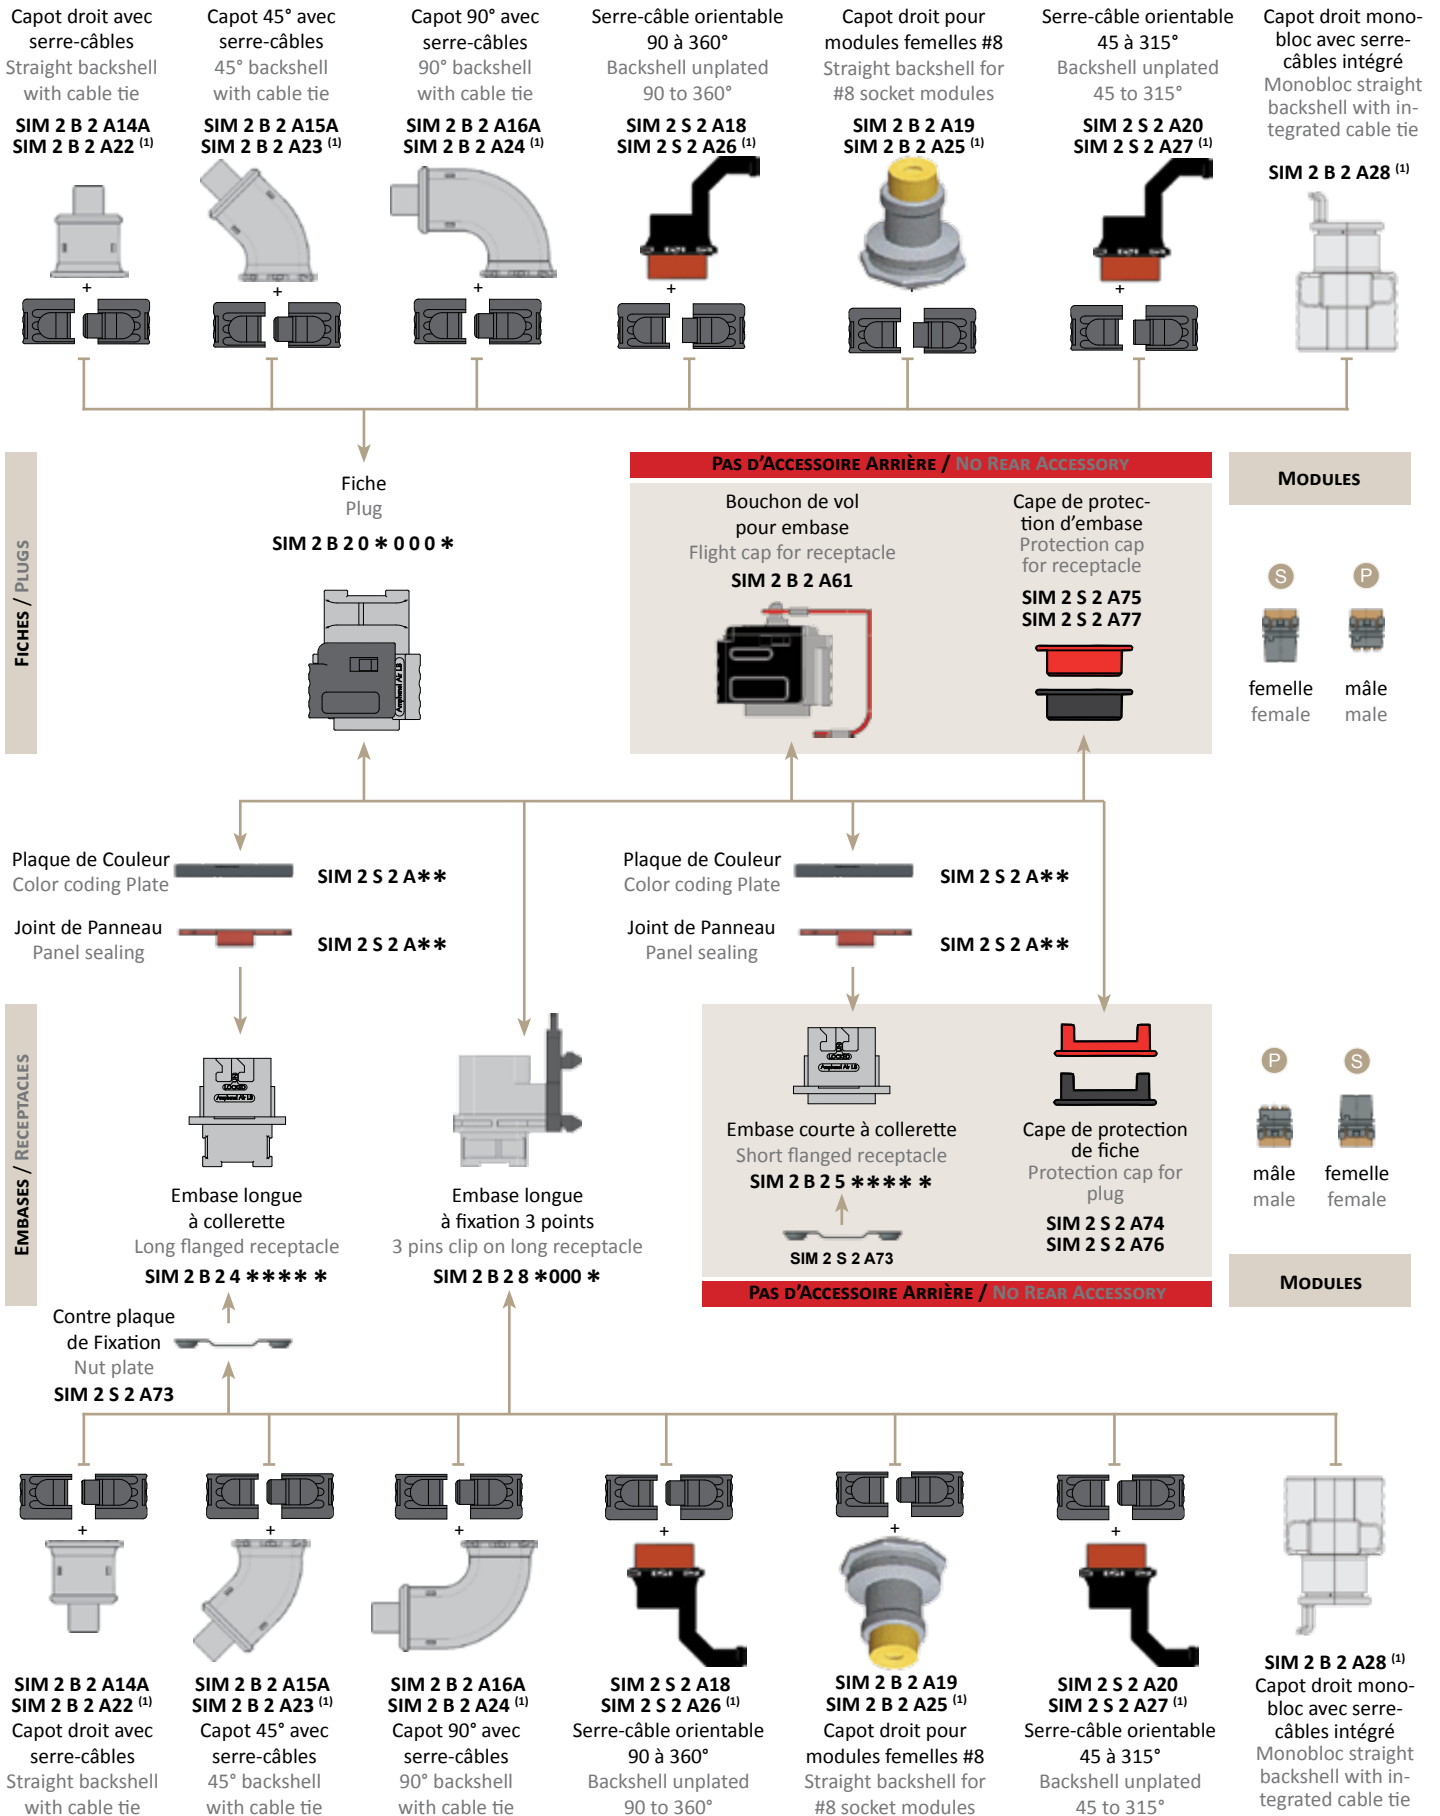 Capot droit avec
serre-câbles
Straight backshell
with cable tie
SIM 2 B 2 A14A
SIM 2 B 2 A22 (1)
+
Capot 45° avec
serre-câbles
45° backshell
with cable tie
SIM 2 B 2 A15A
SIM 2 B 2 A23 (1)
+
Capot 90° avec
serre-câbles
90° backshell
with cable tie
SIM 2 B 2 A16A
SIM 2 B 2 A24 (1)
+
Serre-câble orientable
90 à 360°
Backshell unplated
90 to 360°
SIM 2 S 2 A18
SIM 2 S 2 A26 (1)
+
Capot droit pour
modules femelles #8
Straight backshell for
#8 socket modules
SIM 2 B 2 A19
SIM 2 B 2 A25 (1)
+
Serre-câble orientable
45 à 315°
Backshell unplated
45 to 315°
SIM 2 S 2 A20
SIM 2 S 2 A27 (1)
+
Capot droit mono-
bloc avec serre-
câbles intégré
Monobloc straight
backshell with in-
tegrated cable tie
SIM 2 B 2 A28 (1)
FICHES / PLUGS
Fiche
Plug
SIM 2 B 2 0 * 0 0 0 *
Amphenol Air LB
PAS D'ACCESSOIRE ARRIÈRE / NO REAR ACCESSORY
Bouchon de vol
pour embase
Flight cap for receptacle
SIM 2 B 2 A61
Cape de protec-
tion d'embase
Protection cap
for receptacle
SIM 2 S 2 A75
SIM 2 S 2 A77
MODULES
S
P
femelle
female
mâle
male
Plaque de Couleur
Color coding Plate
SIM 2 S 2 A**
Joint de Panneau
Panel sealing
SIM 2 S 2 A**
Plaque de Couleur
Color coding Plate
SIM 2 S 2 A**
Joint de Panneau
Panel sealing
SIM 2 S 2 A**
EMBASES / RECEPTACLES
LOCKED
Amphenol Air LB
Embase longue
à collerette
Long flanged receptacle
SIM 2 B 2 4 * * * * *
Embase longue
à fixation 3 points
3 pins clip on long receptacle
SIM 2 B 2 8 *000 *
LOCKED
Amphenol Air LB
Embase courte à collerette
Short flanged receptacle
SIM 2 B 2 5 * * * * *
SIM 2 S 2 A73
Cape de protection
de fiche
Protection cap for
plug
SIM 2 S 2 A74
SIM 2 S 2 A76
PAS D'ACCESSOIRE ARRIÈRE / NO REAR ACCESSORY
P
S
mâle
male
femelle
female
MODULES
Contre plaque
de Fixation
Nut plate
SIM 2 S 2 A73
+
SIM 2 B 2 A14A
SIM 2 B 2 A22 (1)
Capot droit avec
serre-câbles
Straight backshell
with cable tie
+
SIM 2 B 2 A15A
SIM 2 B 2 A23 (1)
Capot 45° avec
serre-câbles
45° backshell
with cable tie
+
SIM 2 B 2 A16A
SIM 2 B 2 A24 (1)
Capot 90° avec
serre-câbles
90° backshell
with cable tie
+
SIM 2 S 2 A18
SIM 2 S 2 A26 (1)
Serre-câble orientable
90 à 360°
Backshell unplated
90 to 360°
+
SIM 2 B 2 A19
SIM 2 B 2 A25 (1)
Capot droit pour
modules femelles #8
Straight backshell for
#8 socket modules
+
SIM 2 S 2 A20
SIM 2 S 2 A27 (1)
Serre-câble orientable
45 à 315°
Backshell unplated
45 to 315°
SIM 2 B 2 A28 (1)
Capot droit mono-
bloc avec serre-
câbles intégré
Monobloc straight
backshell with in-
tegrated cable tie